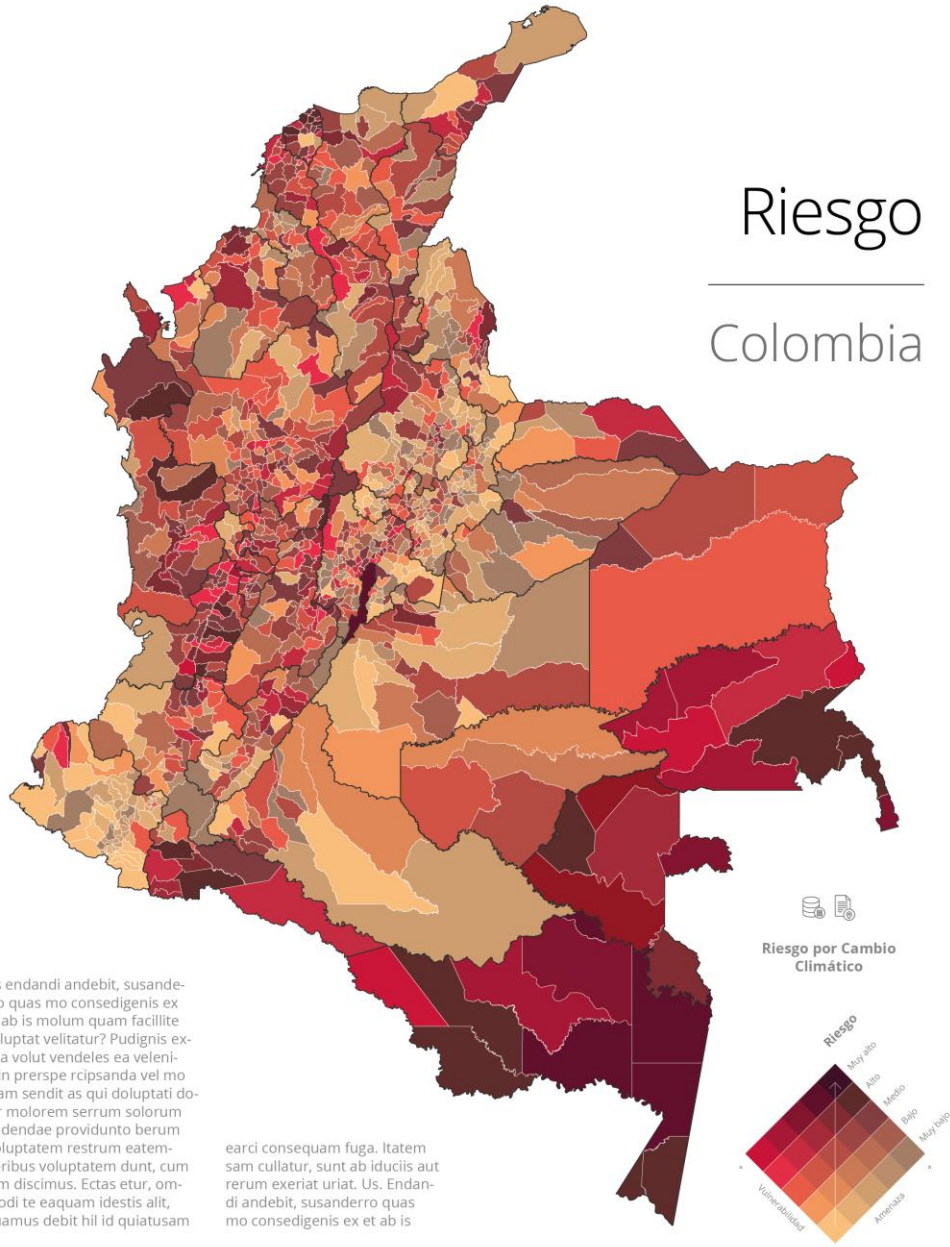 Riesgo
Colombia
Riesgo por Cambio
Climático
Riesgo
Muy alto
Alto
Medio
Bajo
Muy bajo
Vulnerabilidad
Amenaza
s endandi andebit, susande-
o quas mo consedigenis ex
ab is molum quam facillite
luptat velitatur? Pudignis ex-
a volut vendeles ea veleni-
in prerspe rcipsanda vel mo
am sendit as qui doluptati do-
r molorem serrum solorum
dendae providunto berum
oluptatem restrum eatem-
eribus voluptatem dunt, cum
m discimus. Ectas etur, om-
odi te eaquam idestis alit,
uamus debit hil id quiatusam
earci consequam fuga. Itatem
sam cullatur, sunt ab iduciis aut
rerum exeriat uriat. Us. Endan-
di andebit, susanderro quas
mo consedigenis ex et ab is